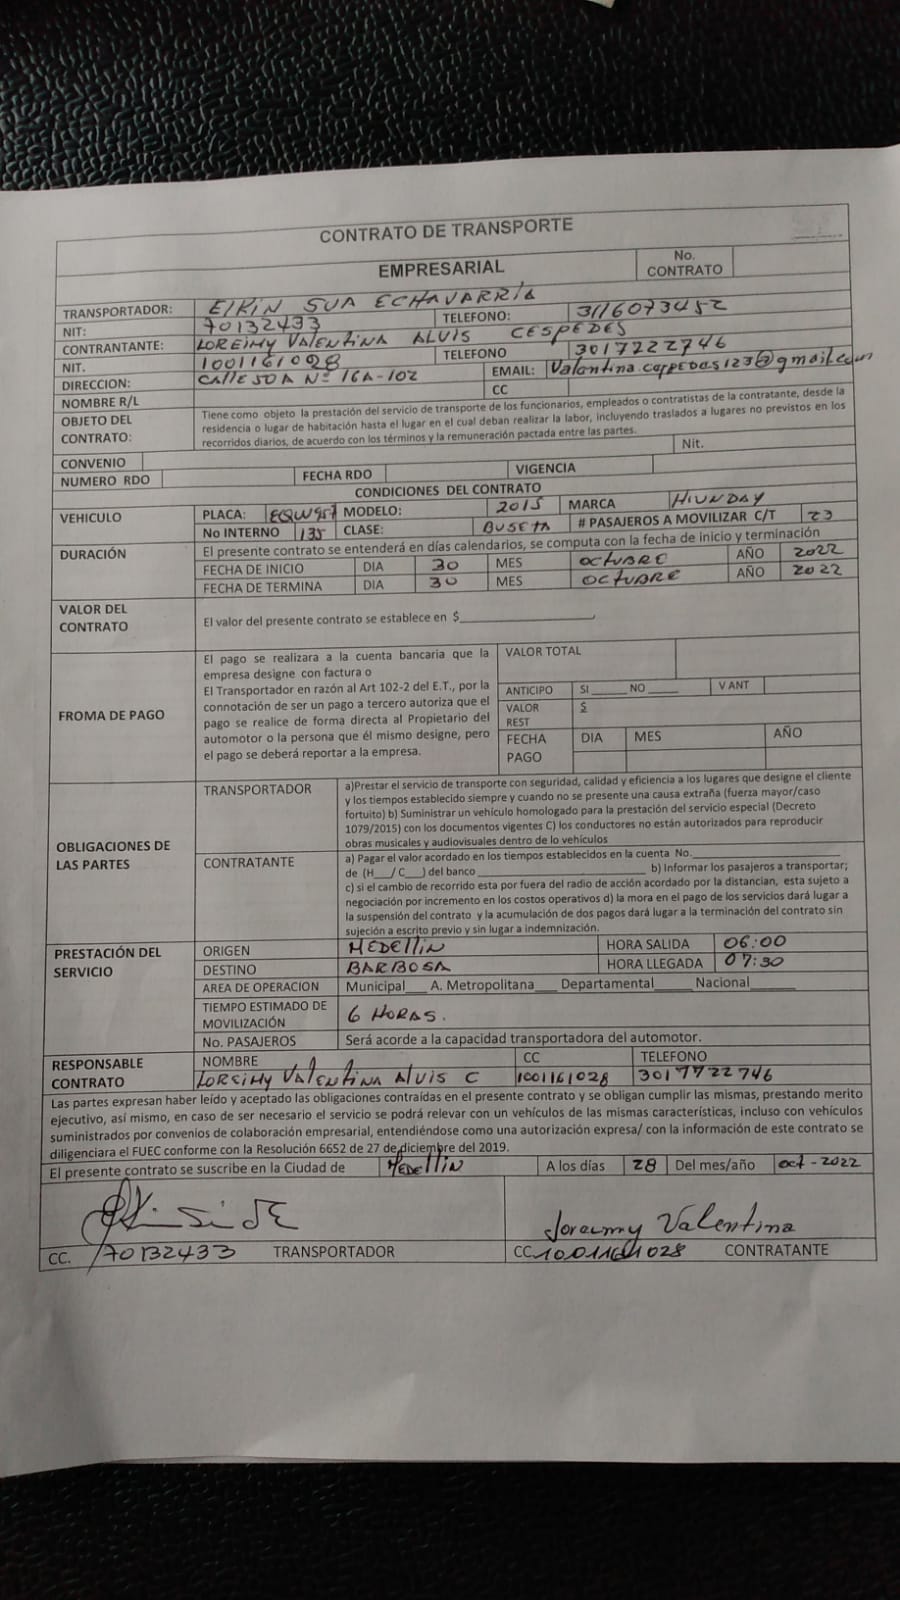 CONTRATO DE TRANSPORTE
EMPRESARIAL
No. CONTRATO
TRANSPORTADOR: ElKiN SUA ECHAVARRíA
NIT: 70132433 TELEFONO: 3116073452
CONTRANTANTE: LOREIMY VALENTINA ALVIS CESPEDES
NIT. 1001161028 TELEFONO 3017222746
DIRECCION: CAllE 50A Nº 16A-102 EMAIL:
NOMBRE R/L CC
OBJETO DEL CONTRATO: Tiene como objeto la prestación del servicio de transporte de los funcionarios, empleados o contratistas de la contratante, desde la
residencia o lugar de habitación hasta el lugar en el cual deban realizar la labor, incluyendo traslados a lugares no previstos en los
recorridos diarios, de acuerdo con los términos y la remuneración pactada entre las partes.
CONVENIO Nit.
NUMERO RDO FECHA RDO VIGENCIA
CONDICIONES DEL CONTRATO
VEHICULO PLACA: EQW957 MODELO: 2015 MARCA HIUNDAY
No INTERNO 135 CLASE: BUSETA # PASAJEROS A MOVILIZAR C/T 23
DURACIÓN El presente contrato se entenderá en días calendarios, se computa con la fecha de inicio y terminación
FECHA DE INICIO DIA 30 MES OCTUBRE AÑO 2022
FECHA DE TERMINA DIA 30 MES OCTUBRE AÑO 2022
VALOR DEL CONTRATO El valor del presente contrato se establece en $
FROMA DE PAGO
El pago se realizara a la cuenta bancaria que la
empresa designe con factura o
El Transportador en razón al Art 102-2 del E.T., por la
connotación de ser un pago a tercero autoriza que el
pago se realice de forma directa al Propietario del
automotor o la persona que él mismo designe, pero
el pago se deberá reportar a la empresa.
VALOR TOTAL
ANTICIPO SI ______ NO _____ V ANT
VALOR REST $
FECHA PAGO DIA MES AÑO
OBLIGACIONES DE LAS PARTES
TRANSPORTADOR
a)Prestar el servicio de transporte con seguridad, calidad y eficiencia a los lugares que designe el cliente
y los tiempos establecido siempre y cuando no se presente una causa extraña (fuerza mayor/caso
fortuito) b) Suministrar un vehículo homologado para la prestación del servicio especial (Decreto
1079/2015) con los documentos vigentes C) los conductores no están autorizados para reproducir
obras musicales y audiovisuales dentro de lo vehículos
CONTRATANTE
a) Pagar el valor acordado en los tiempos establecidos en la cuenta No.
de (H___/ C___) del banco ______ b) Informar los pasajeros a transportar;
c) si el cambio de recorrido esta por fuera del radio de acción acordado por la distancian, esta sujeto a
negociación por incremento en los costos operativos d) la mora en el pago de los servicios dará lugar a
la suspensión del contrato y la acumulación de dos pagos dará lugar a la terminación del contrato sin
sujeción a escrito previo y sin lugar a indemnización.
PRESTACIÓN DEL SERVICIO ORIGEN MEDELLIN HORA SALIDA 06:00
DESTINO BARBOSA HORA LLEGADA 07:30
AREA DE OPERACION Municipal___ A. Metropolitana___ Departamental_____ Nacional______
TIEMPO ESTIMADO DE MOVILIZACIÓN 6 HORAS.
No. PASAJEROS Será acorde a la capacidad transportadora del automotor.
RESPONSABLE CONTRATO NOMBRE CC TELEFONO
LOREIMY VALENTINA ALVIS C 1001161028 3017722746
Las partes expresan haber leído y aceptado las obligaciones contraídas en el presente contrato y se obligan cumplir las mismas, prestando merito
ejecutivo, así mismo, en caso de ser necesario el servicio se podrá relevar con un vehículos de las mismas características, incluso con vehículos
suministrados por convenios de colaboración empresarial, entendiéndose como una autorización expresa/ con la información de este contrato se
diligenciara el FUEC conforme con la Resolución 6652 de 27 de diciembre del 2019.
El presente contrato se suscribe en la Ciudad de MEDEllIN A los días 28 Del mes/año oct - 2022
Loreimy Valentina
CC. 70132433 TRANSPORTADOR CC CONTRATANTE